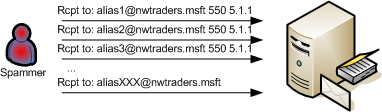 Rcpt to: alias1@nwtraders.msft 550 5.1.1
Rcpt to: alias2@nwtraders.msft 550 5.1.1
Rcpt to: alias3@nwtraders.msft 550 5.1.1
Spammer
...
Rcpt to: aliasXXX@nwtraders.msft